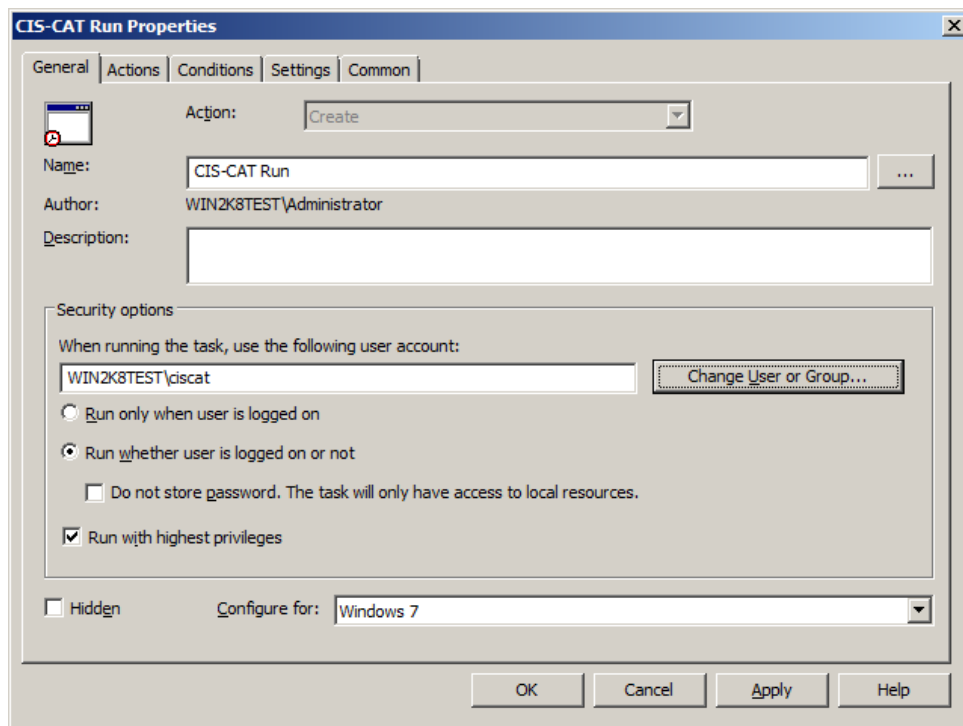 CIS-CAT Run Properties
General Actions Conditions Settings Common
Action: Create
Name: CIS-CAT Run ...
Author: WIN2K8TEST\Administrator
Description:
Security options
When running the task, use the following user account:
WIN2K8TEST\ciscat Change User or Group...
Run only when user is logged on
Run whether user is logged on or not
Do not store password. The task will only have access to local resources.
Run with highest privileges
Hidden Configure for: Windows 7
OK Cancel Apply Help